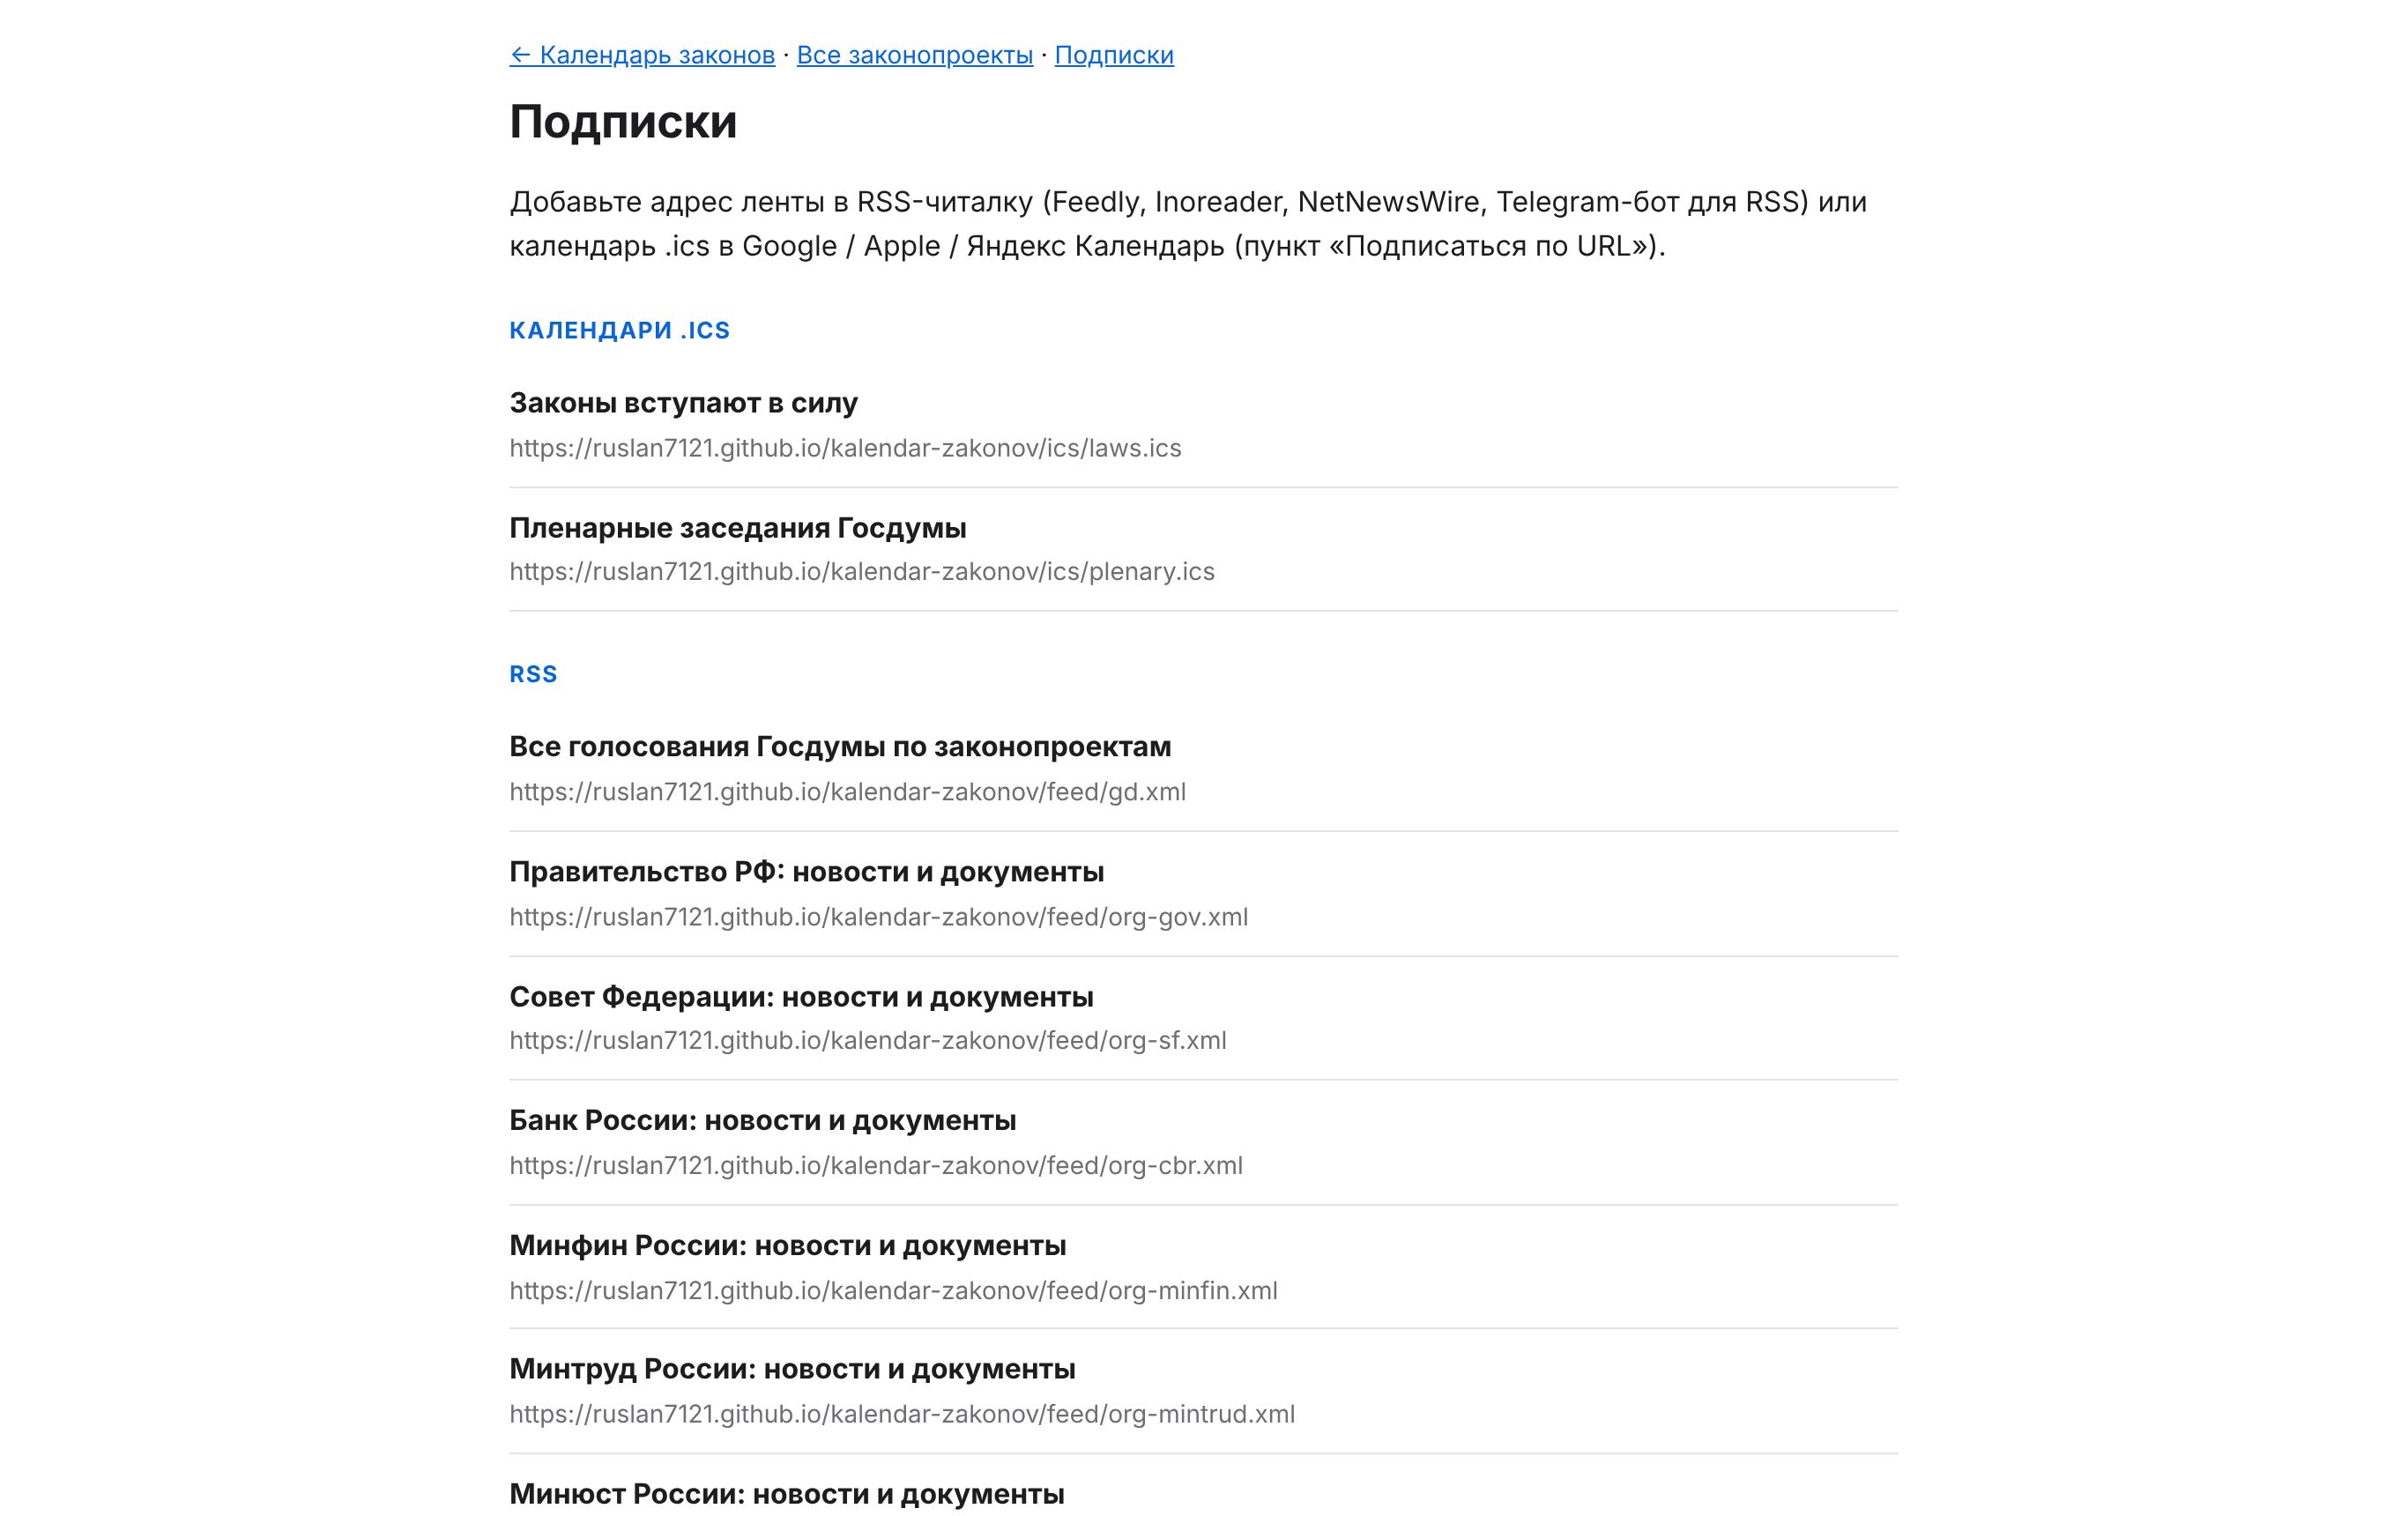 ← Календарь законов · Все законопроекты · Подписки
Подписки
Добавьте адрес ленты в RSS-читалку (Feedly, Inoreader, NetNewsWire, Telegram-бот для RSS) или
календарь .ics в Google / Apple / Яндекс Календарь (пункт «Подписаться по URL»).
КАЛЕНДАРИ .ICS
Законы вступают в силу
https://ruslan7121.github.io/kalendar-zakonov/ics/laws.ics
Пленарные заседания Госдумы
https://ruslan7121.github.io/kalendar-zakonov/ics/plenary.ics
RSS
Все голосования Госдумы по законопроектам
https://ruslan7121.github.io/kalendar-zakonov/feed/gd.xml
Правительство РФ: новости и документы
https://ruslan7121.github.io/kalendar-zakonov/feed/org-gov.xml
Совет Федерации: новости и документы
https://ruslan7121.github.io/kalendar-zakonov/feed/org-sf.xml
Банк России: новости и документы
https://ruslan7121.github.io/kalendar-zakonov/feed/org-cbr.xml
Минфин России: новости и документы
https://ruslan7121.github.io/kalendar-zakonov/feed/org-minfin.xml
Минтруд России: новости и документы
https://ruslan7121.github.io/kalendar-zakonov/feed/org-mintrud.xml
Минюст России: новости и документы